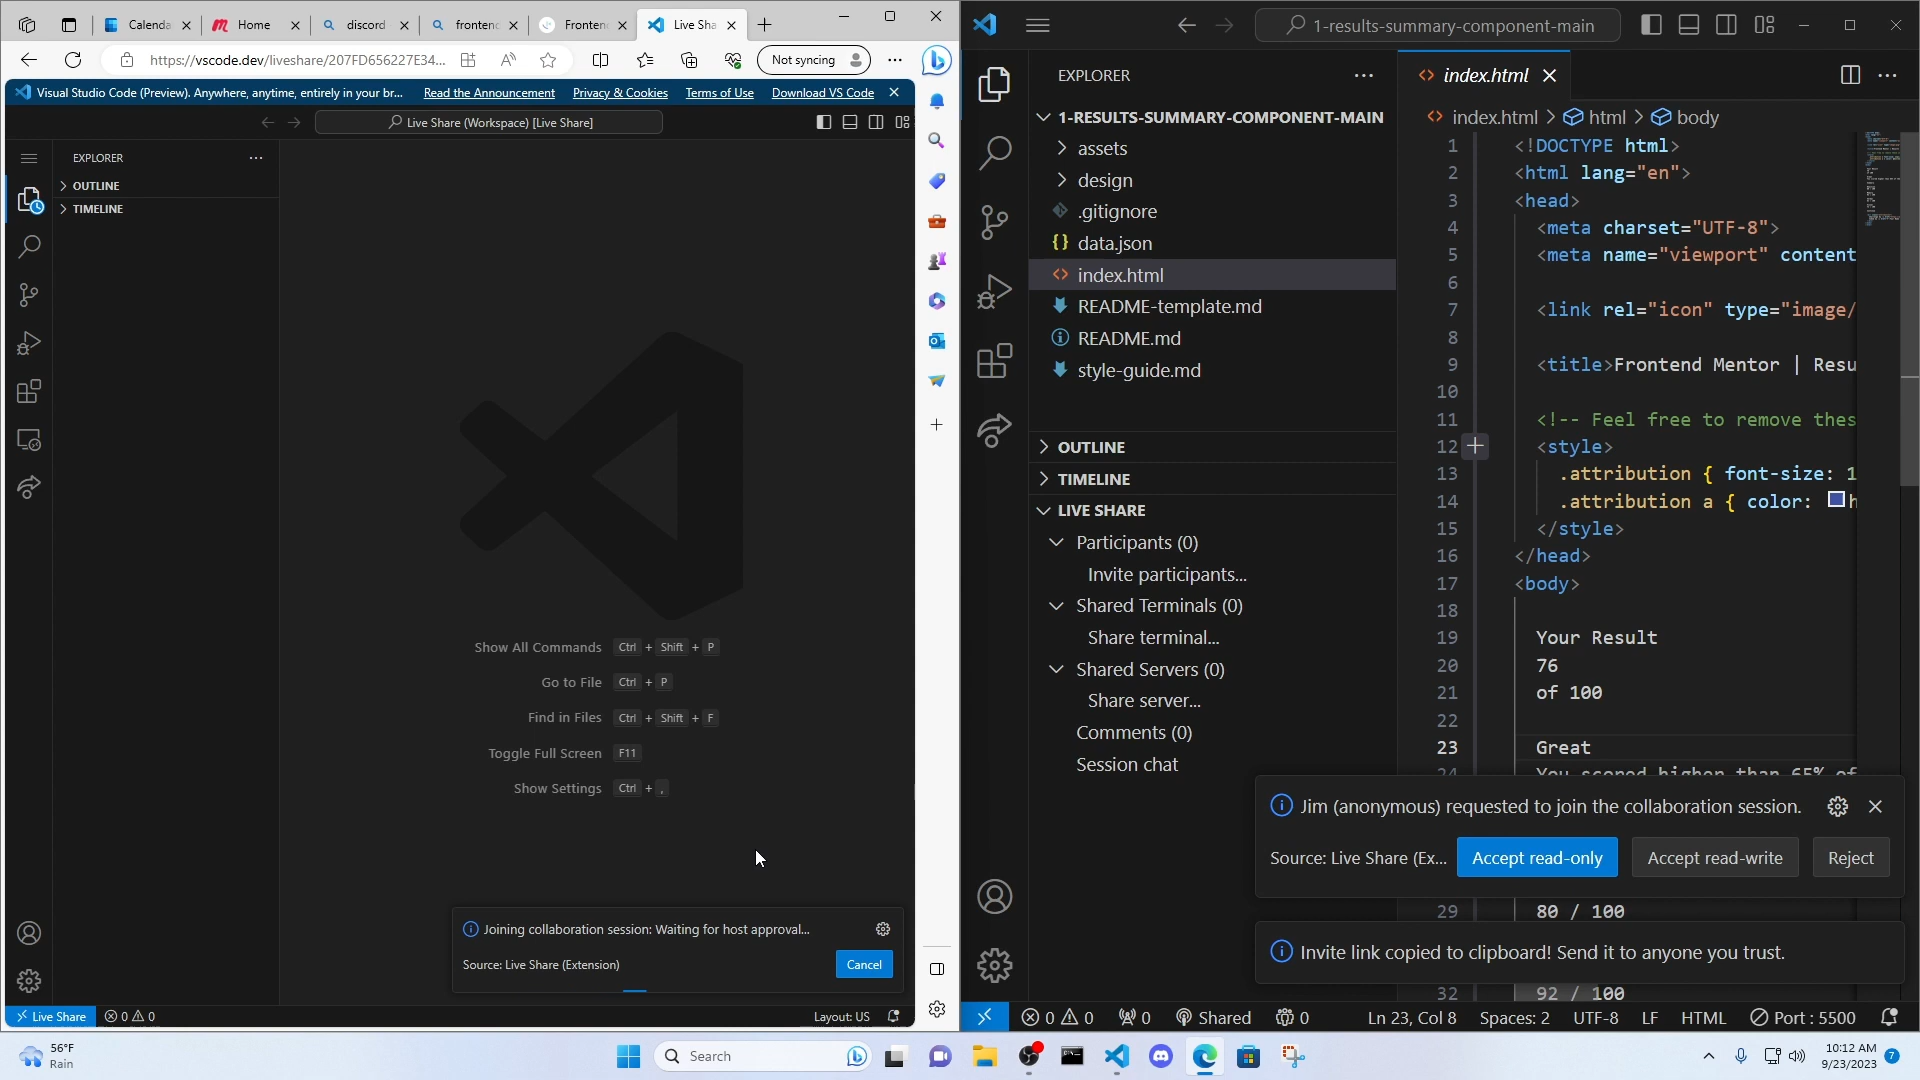 Calenda
Home
discord
fronten
Fronten
Live Sha
https://vscode.dev/liveshare/207FD656227E34...
Not syncing
Visual Studio Code (Preview). Anywhere, anytime, entirely in your br...
Read the Announcement
Privacy & Cookies
Terms of Use
Download VS Code
Live Share (Workspace) [Live Share]
EXPLORER
OUTLINE
TIMELINE
Show All Commands Ctrl + Shift + P
Go to File Ctrl + P
Find in Files Ctrl + Shift + F
Toggle Full Screen F11
Show Settings Ctrl + ,
Joining collaboration session: Waiting for host approval...
Source: Live Share (Extension)
Cancel
Live Share
0 0
Layout: US
1-results-summary-component-main
EXPLORER
1-RESULTS-SUMMARY-COMPONENT-MAIN
assets
design
.gitignore
{} data.json
<> index.html
README-template.md
README.md
style-guide.md
OUTLINE
TIMELINE
LIVE SHARE
Participants (0)
Invite participants...
Shared Terminals (0)
Share terminal...
Shared Servers (0)
Share server...
Comments (0)
Session chat
<> index.html
<> index.html > html > body
1 <!DOCTYPE html>
2 <html lang="en">
3 <head>
4 <meta charset="UTF-8">
5 <meta name="viewport" content
6
7 <link rel="icon" type="image/
8
9 <title>Frontend Mentor | Resu
10
11 <!-- Feel free to remove thes
12 <style>
13 .attribution { font-size: 1
14 .attribution a { color: h
15 </style>
16 </head>
17 <body>
18
19 Your Result
20 76
21 of 100
22
23 Great
24 You scored higher than 65% of
Jim (anonymous) requested to join the collaboration session.
Source: Live Share (Ex...
Accept read-only
Accept read-write
Reject
29 80 / 100
Invite link copied to clipboard! Send it to anyone you trust.
32 92 / 100
0 0
0
Shared
0
Ln 23, Col 8
Spaces: 2
UTF-8
LF
HTML
Port : 5500
56°F
Rain
Search
10:12 AM
9/23/2023
7